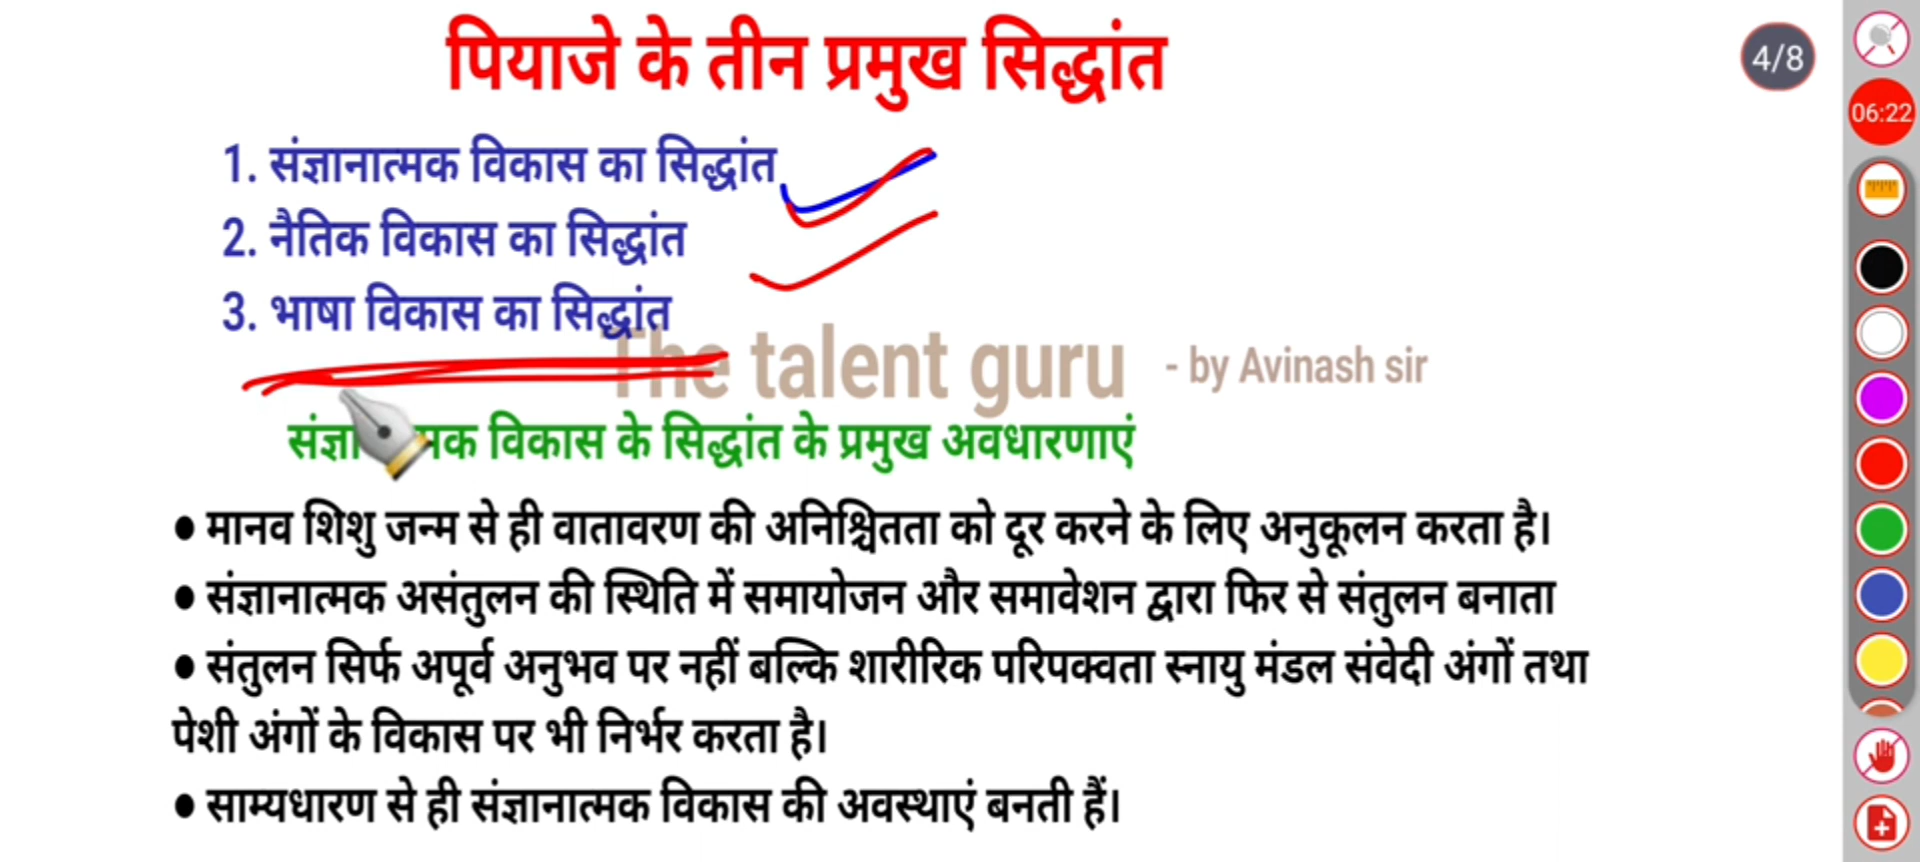 पियाजे के तीन प्रमुख सिद्धांत
4/8
06:22
1. संज्ञानात्मक विकास का सिद्धांत
2. नैतिक विकास का सिद्धांत
3. भाषा विकास का सिद्धांत
The talent guru - by Avinash sir
विकास के सिद्धांत के प्रमुख अवधारणाएं
● मानव शिशु जन्म से ही वातावरण की अनिश्चितता को दूर करने के लिए अनुकूलन करता है।
● संज्ञानात्मक असंतुलन की स्थिति में समायोजन और समावेशन द्वारा फिर से संतुलन बनाता
● संतुलन सिर्फ अपूर्व अनुभव पर नहीं बल्कि शारीरिक परिपक्वता स्नायु मंडल संवेदी अंगों तथा
पेशी अंगों के विकास पर भी निर्भर करता है।
● साम्यधारण से ही संज्ञानात्मक विकास की अवस्थाएं बनती हैं।